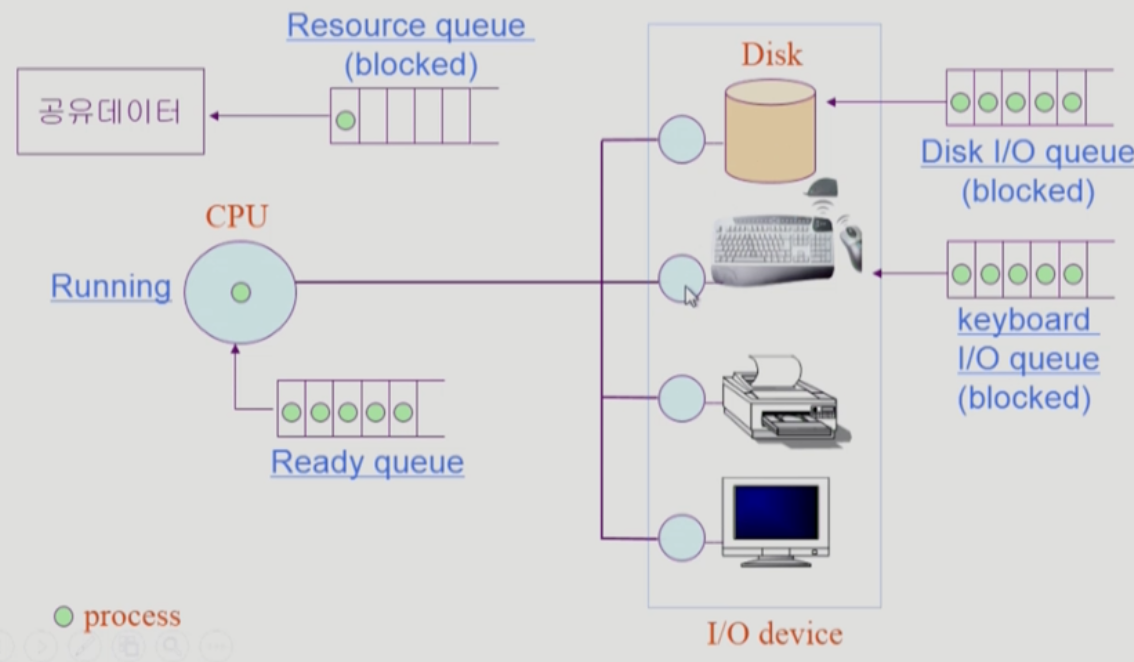 Resource queue
(blocked)
공유데이터
Disk
Disk I/O queue
(blocked)
CPU
Running
keyboard
I/O queue
(blocked)
Ready queue
process
I/O device